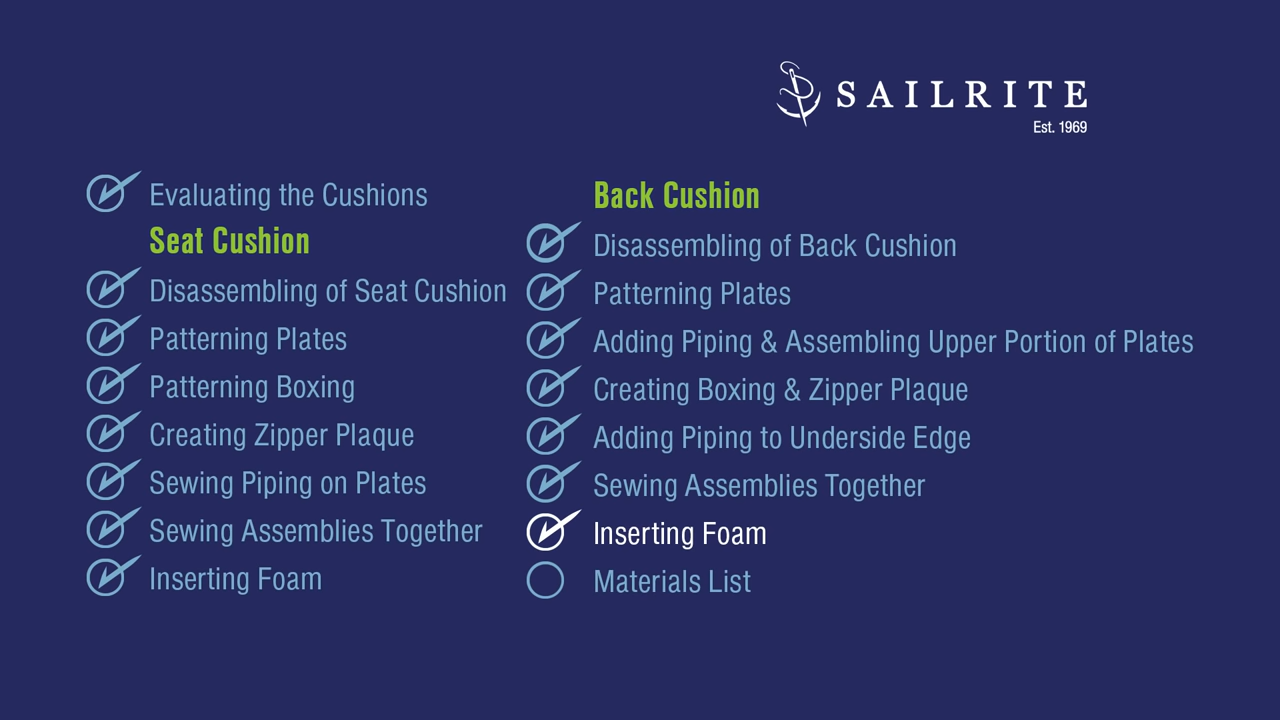 SAILRITE
Est. 1969
Evaluating the Cushions
Seat Cushion
Disassembling of Seat Cushion
Patterning Plates
Patterning Boxing
Creating Zipper Plaque
Sewing Piping on Plates
Sewing Assemblies Together
Inserting Foam
Back Cushion
Disassembling of Back Cushion
Patterning Plates
Adding Piping & Assembling Upper Portion of Plates
Creating Boxing & Zipper Plaque
Adding Piping to Underside Edge
Sewing Assemblies Together
Inserting Foam
Materials List